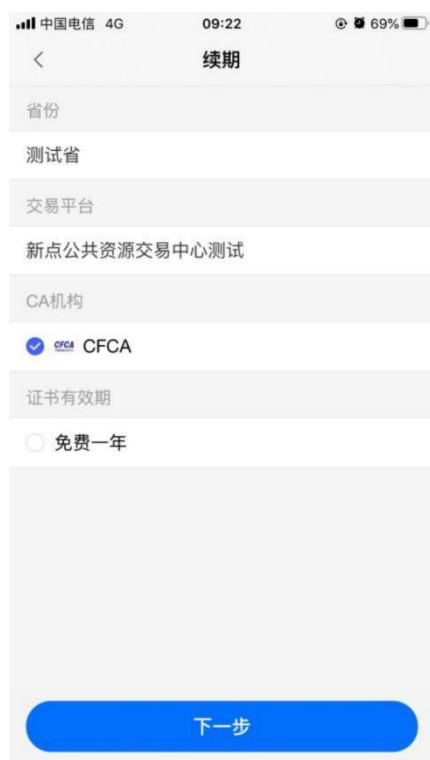 中国电信 4G 09:22 69%
续期
省份
测试省
交易平台
新点公共资源交易中心测试
CA机构
CFCA CFCA
证书有效期
免费一年
下一步